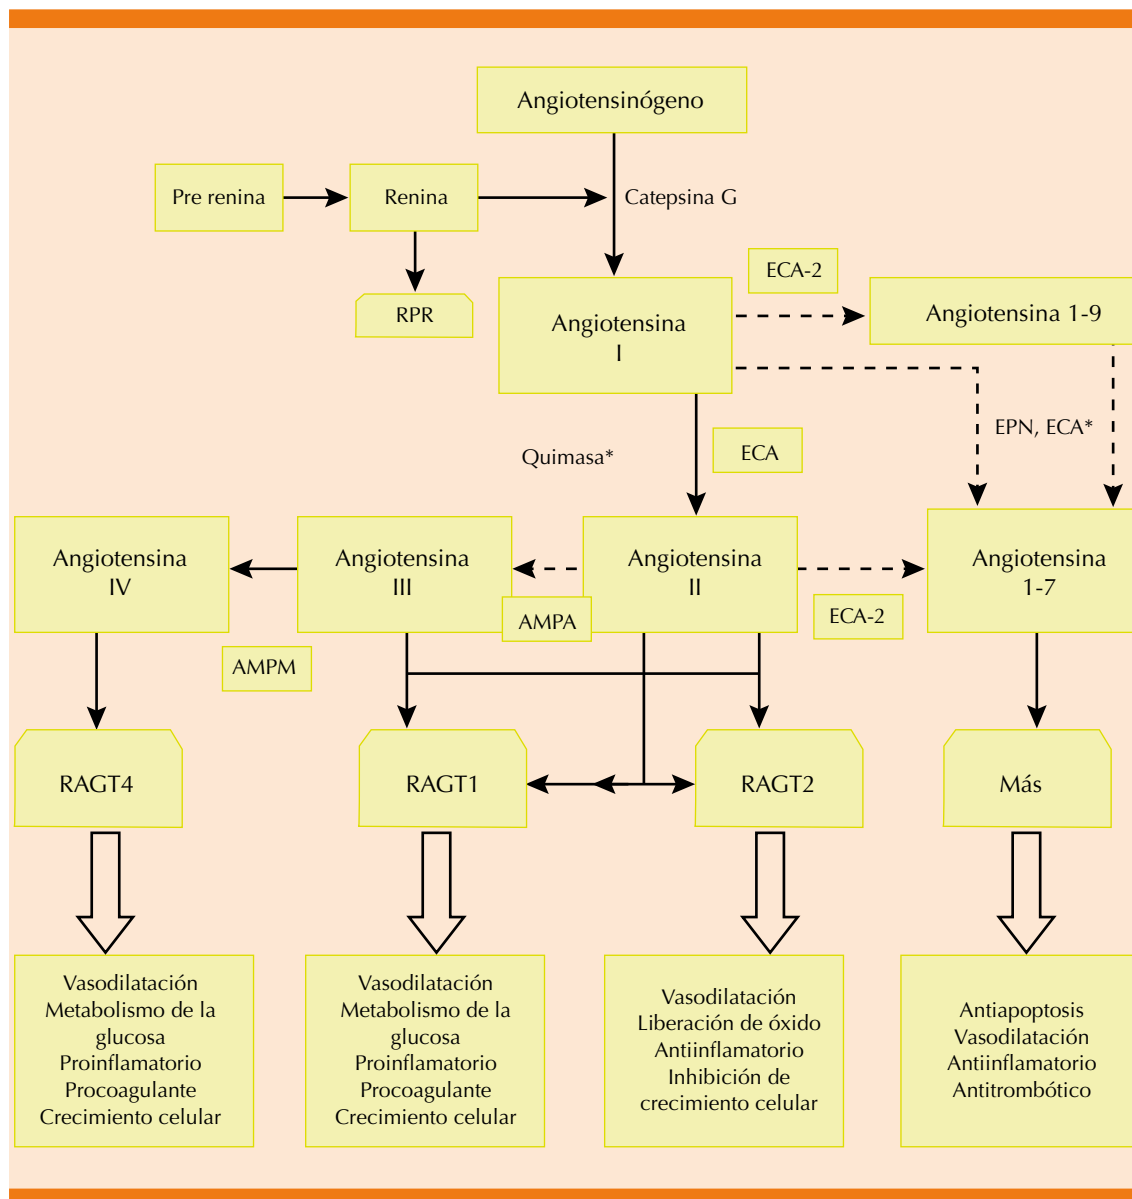 Angiotensinógeno
Pre renina
Renina
Catepsina G
RPR
ECA-2
Angiotensina
I
Angiotensina 1-9
EPN, ECA*
Quimasa*
ECA
Angiotensina
IV
Angiotensina
III
Angiotensina
II
Angiotensina
1-7
AMPA
ECA-2
AMPM
RAGT4
RAGT1
RAGT2
Más
Vasodilatación
Metabolismo de la
glucosa
Proinflamatorio
Procoagulante
Crecimiento celular
Vasodilatación
Metabolismo de la
glucosa
Proinflamatorio
Procoagulante
Crecimiento celular
Vasodilatación
Liberación de óxido
Antiinflamatorio
Inhibición de
crecimiento celular
Antiapoptosis
Vasodilatación
Antiinflamatorio
Antitrombótico